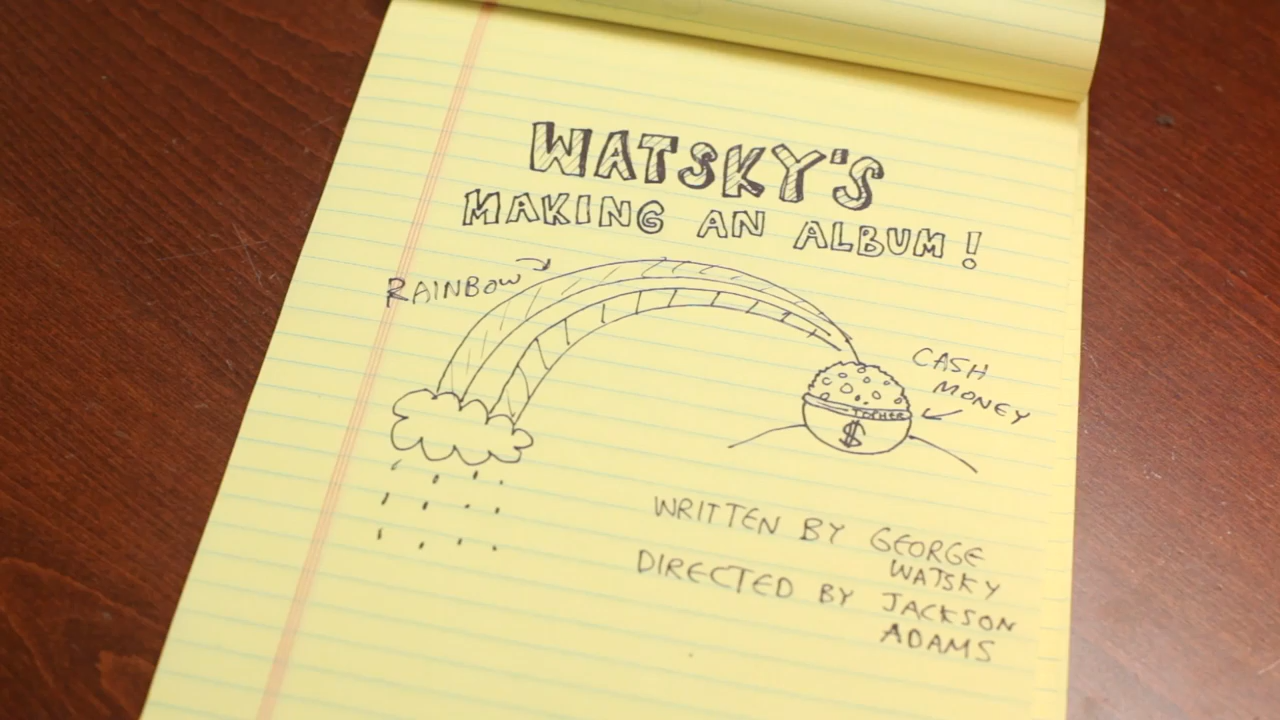 WATSKY'S
MAKING AN ALBUM!
RAINBOW
CASH
MONEY
$
WRITTEN BY GEORGE
WATSKY
DIRECTED BY JACKSON
ADAMS